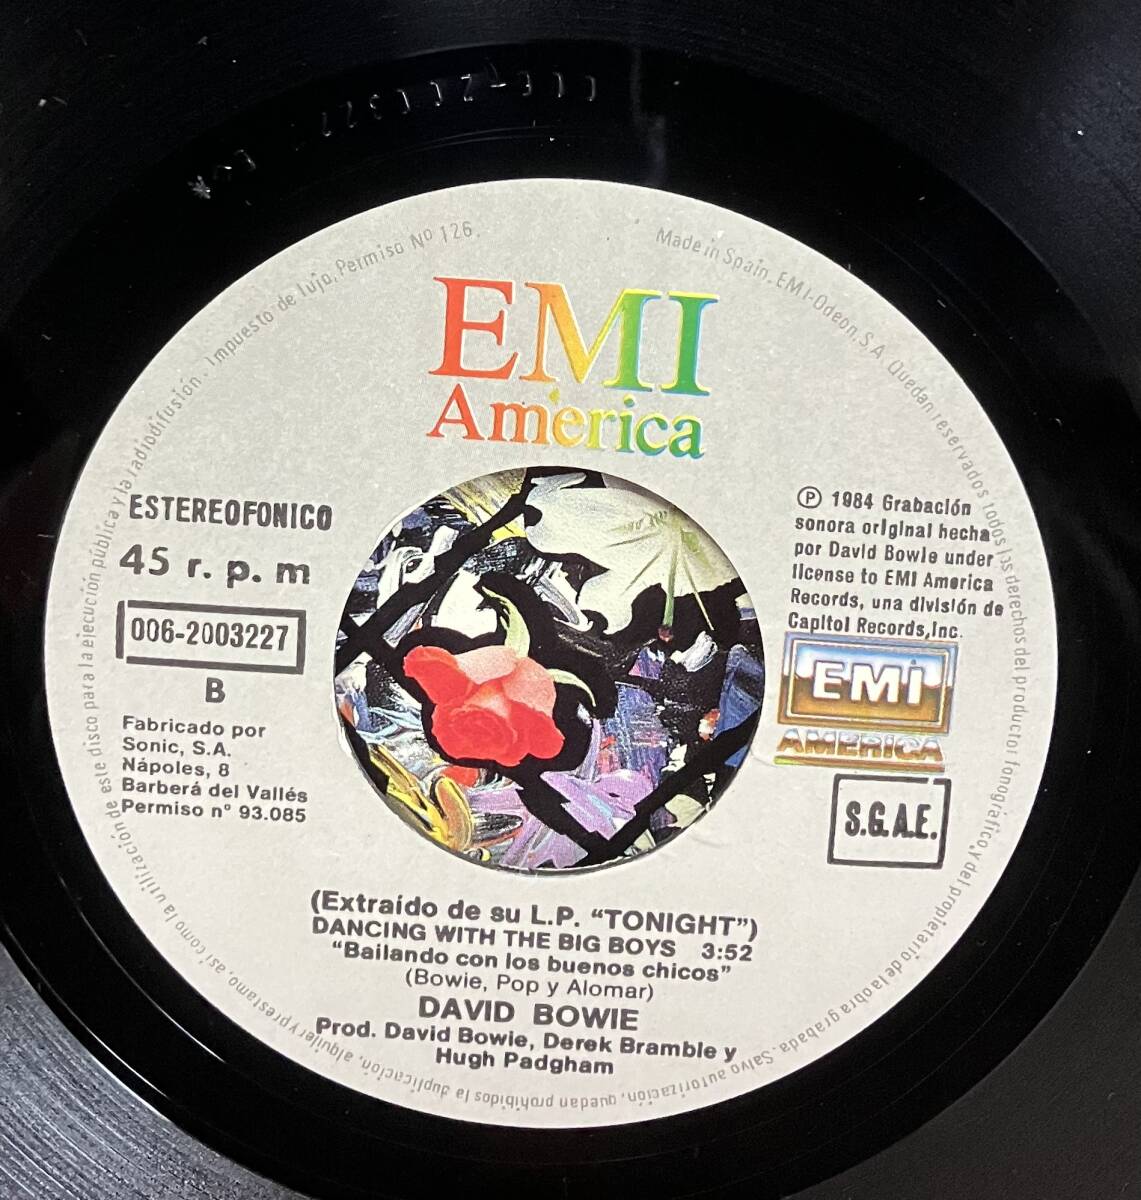 Made in Spain. EMI-Odeon, S.A. Quedan reservados todos los derechos del productor fonográfico y del propietario de la obra grabada. Salvo autorización, quedan prohibidos la duplicación, alquiler y prestamo, así como la utilización de este disco para la ejecución pública y la radiodifusión. Impuesto de lujo, Permiso Nº 126.
EMI
America
ESTEREOFONICO
45 r. p. m
006-2003227
B
Fabricado por
Sonic, S.A.
Nápoles, 8
Barberá del Vallés
Permiso n° 93.085
Ⓟ 1984 Grabación
sonora original hecha
por David Bowie under
license to EMI America
Records, una división de
Capitol Records,Inc.
EMI
AMERICA
S.G.A.E.
(Extraído de su L.P. “TONIGHT”)
DANCING WITH THE BIG BOYS 3:52
“Bailando con los buenos chicos”
(Bowie, Pop y Alomar)
DAVID BOWIE
Prod. David Bowie, Derek Bramble y
Hugh Padgham